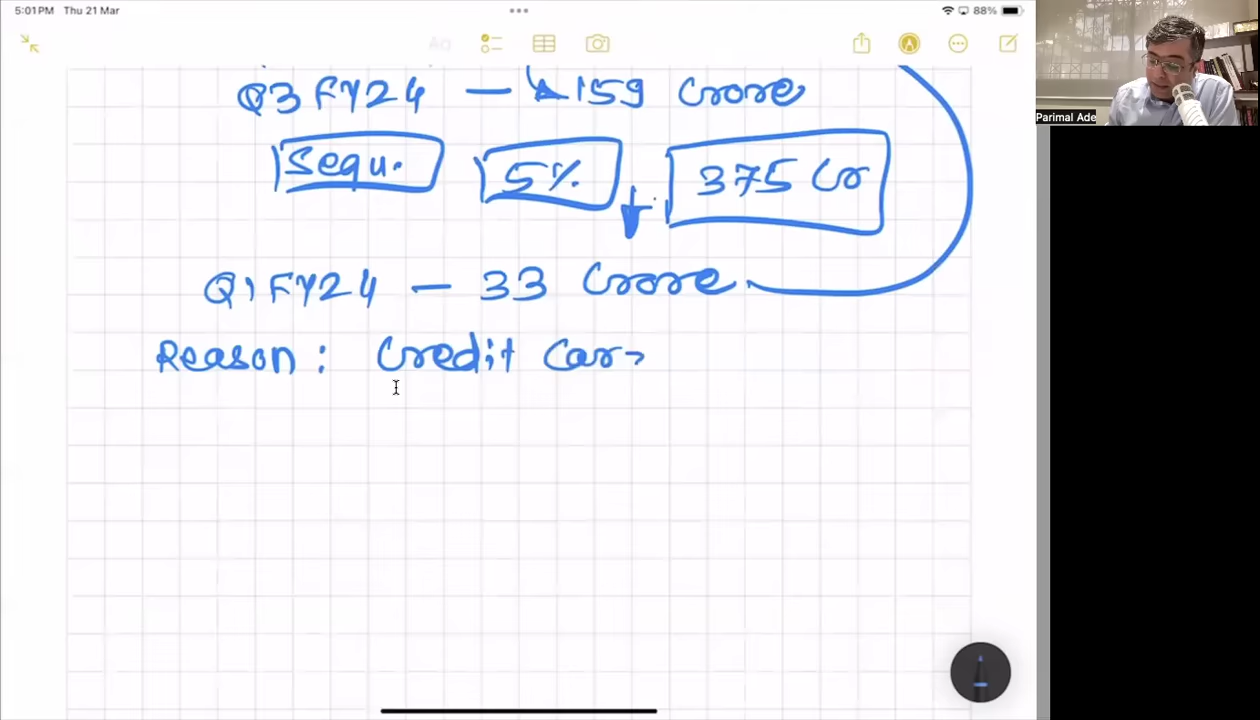 5:01 PM Thu 21 Mar 88%
Aa
Q3 FY24 - 159 Crore
Sequ. 5% ↓ 375 Cr
Q1 FY24 - 33 Crore
Reason : Credit Car
Parimal Ade